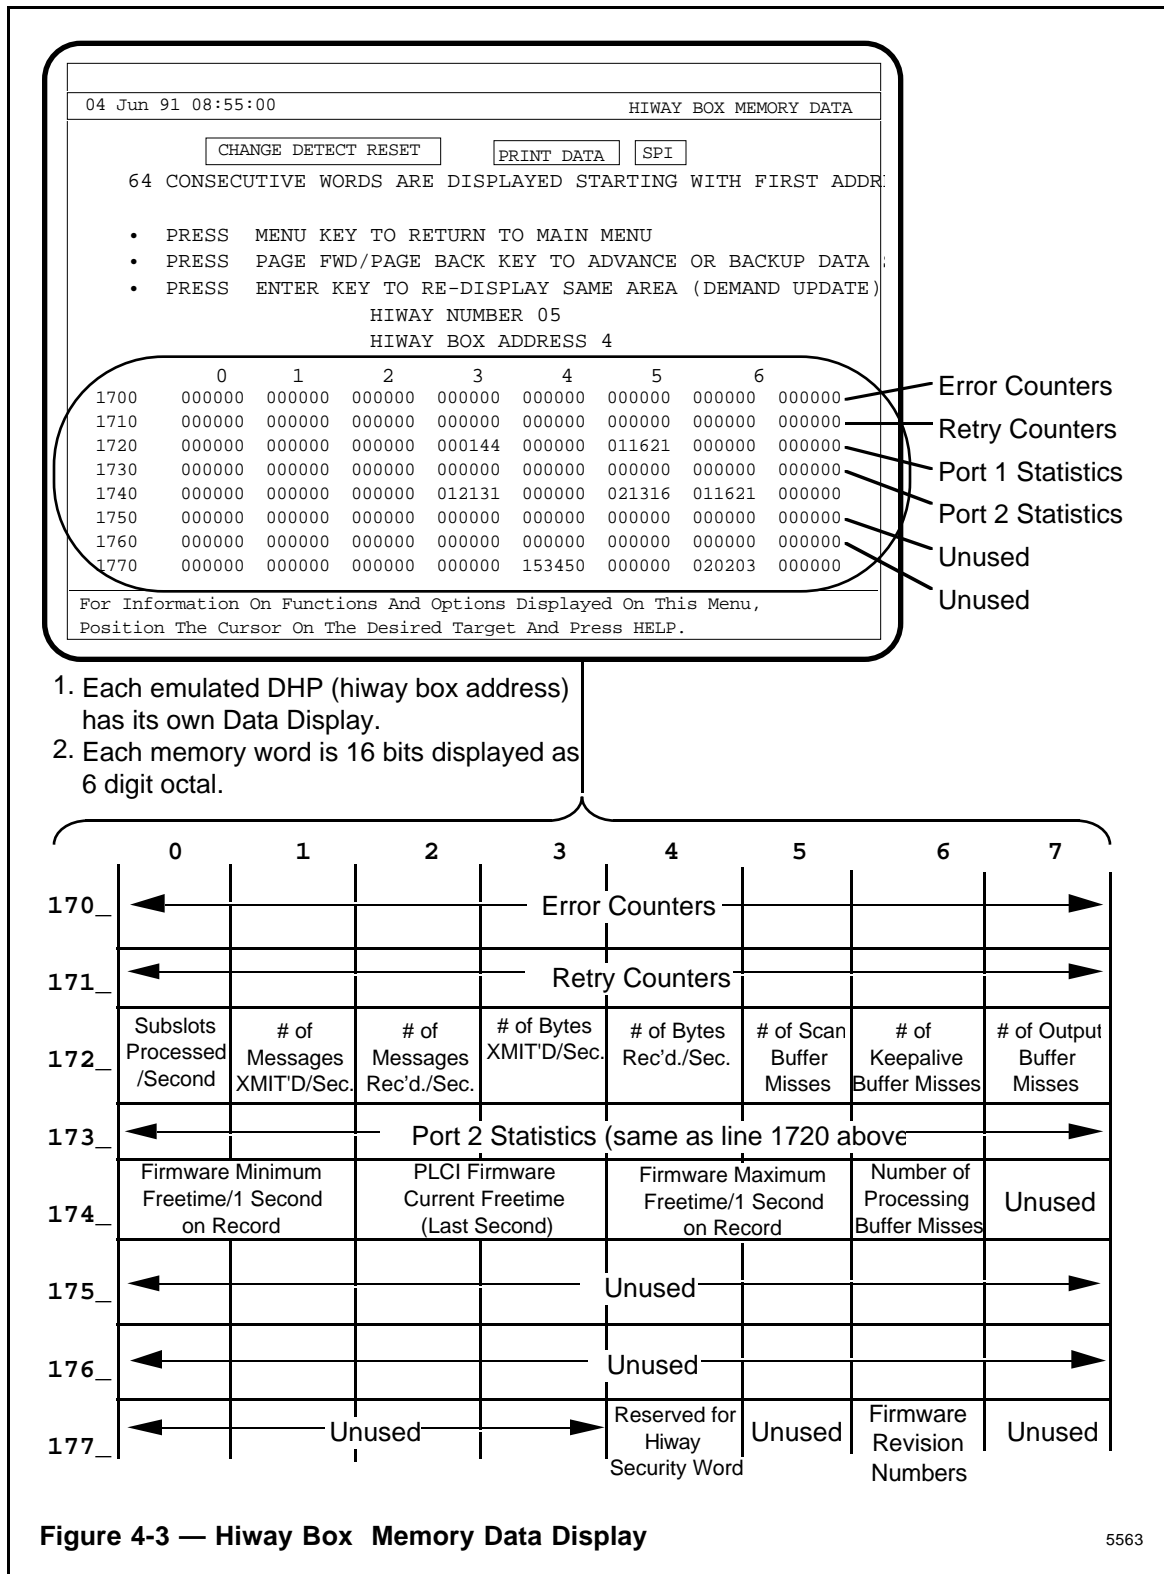 04 Jun 91 08:55:00 HIWAY BOX MEMORY DATA
CHANGE DETECT RESET PRINT DATA SPI
64 CONSECUTIVE WORDS ARE DISPLAYED STARTING WITH FIRST ADDR
• PRESS MENU KEY TO RETURN TO MAIN MENU
• PRESS PAGE FWD/PAGE BACK KEY TO ADVANCE OR BACKUP DATA
• PRESS ENTER KEY TO RE-DISPLAY SAME AREA (DEMAND UPDATE)
HIWAY NUMBER 05
HIWAY BOX ADDRESS 4
0 1 2 3 4 5 6
1700 000000 000000 000000 000000 000000 000000 000000 000000 Error Counters
1710 000000 000000 000000 000000 000000 000000 000000 000000 Retry Counters
1720 000000 000000 000000 000144 000000 011621 000000 000000 Port 1 Statistics
1730 000000 000000 000000 000000 000000 000000 000000 000000 Port 2 Statistics
1740 000000 000000 000000 012131 000000 021316 011621 000000
1750 000000 000000 000000 000000 000000 000000 000000 000000 Unused
1760 000000 000000 000000 000000 000000 000000 000000 000000 Unused
1770 000000 000000 000000 000000 153450 000000 020203 000000
For Information On Functions And Options Displayed On This Menu,
Position The Cursor On The Desired Target And Press HELP.
1. Each emulated DHP (hiway box address)
has its own Data Display.
2. Each memory word is 16 bits displayed as
6 digit octal.
0 1 2 3 4 5 6 7
170_ Error Counters
171_ Retry Counters
172_
Subslots
Processed
/Second
# of
Messages
XMIT'D/Sec.
# of
Messages
Rec'd./Sec.
# of Bytes
XMIT'D/Sec.
# of Bytes
Rec'd./Sec.
# of Scan
Buffer
Misses
# of
Keepalive
Buffer Misses
# of Output
Buffer
Misses
173_ Port 2 Statistics (same as line 1720 above
174_
Firmware Minimum
Freetime/1 Second
on Record
PLCI Firmware
Current Freetime
(Last Second)
Firmware Maximum
Freetime/1 Second
on Record
Number of
Processing
Buffer Misses
Unused
175_ Unused
176_ Unused
177_ Unused
Reserved for
Hiway
Security Word
Unused
Firmware
Revision
Numbers
Unused
Figure 4-3 — Hiway Box Memory Data Display 5563